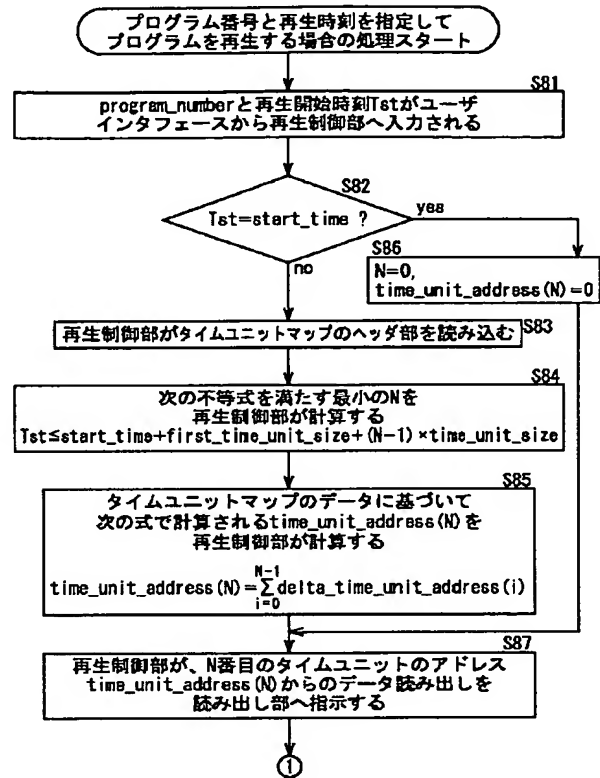 プログラム番号と再生時刻を指定して
プログラムを再生する場合の処理スタート
S81
program_numberと再生開始時刻Tstがユーザ
インタフェースから再生制御部へ入力される
S82
Tst=start_time ?
yes
no
S86
N=0,
time_unit_address(N)=0
再生制御部がタイムユニットマップのヘッダ部を読み込む
S83
S84
次の不等式を満たす最小のNを
再生制御部が計算する
Tst≤start_time+first_time_unit_size+(N-1)×time_unit_size
S85
タイムユニットマップのデータに基づいて
次の式で計算されるtime_unit_address(N)を
再生制御部が計算する
N-1
time_unit_address(N)=Σdelta_time_unit_address(i)
i=0
S87
再生制御部が、N番目のタイムユニットのアドレス
time_unit_address(N)からのデータ読み出しを
読み出し部へ指示する
①